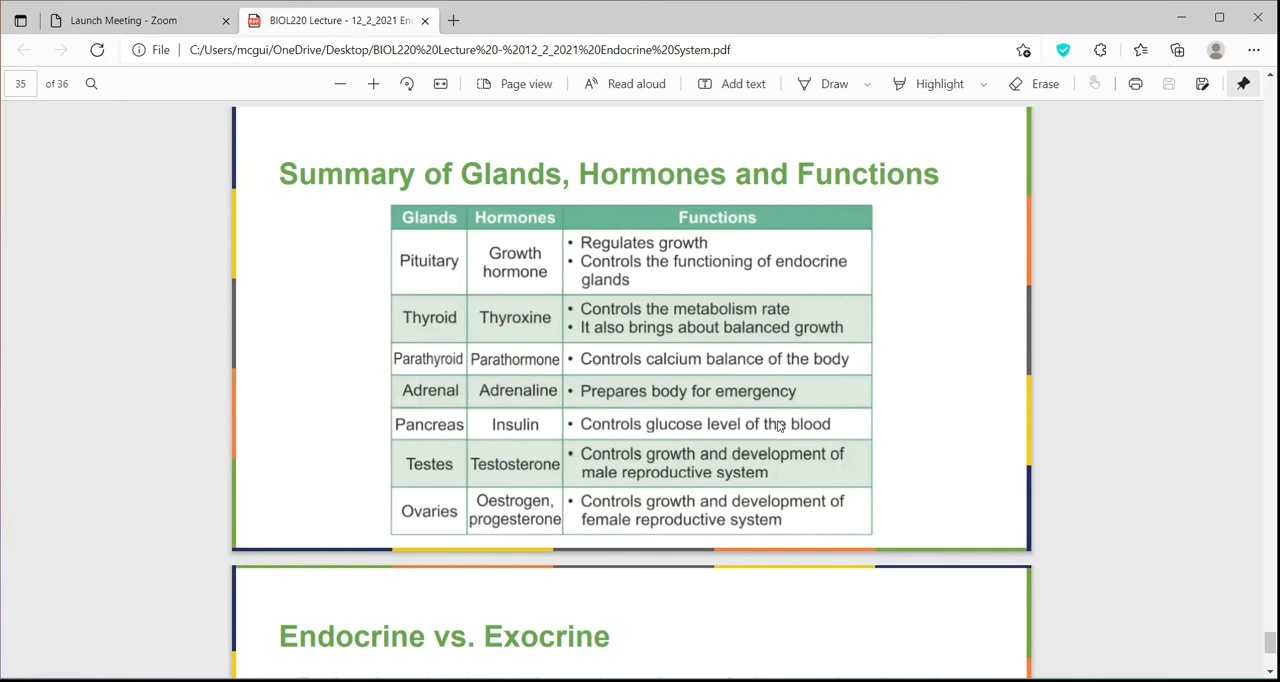 Launch Meeting - Zoom
BIOL220 Lecture - 12_2_2021 En
File
C:/Users/mcgui/OneDrive/Desktop/BIOL220%20Lecture%20-%2012_2_2021%20Endocrine%20System.pdf
35 of 36
Page view
Read aloud
Add text
Draw
Highlight
Erase
Summary of Glands, Hormones and Functions
Glands Hormones Functions
Pituitary
Growth
hormone
• Regulates growth
• Controls the functioning of endocrine
glands
Thyroid
Thyroxine
• Controls the metabolism rate
• It also brings about balanced growth
Parathyroid Parathormone • Controls calcium balance of the body
Adrenal Adrenaline • Prepares body for emergency
Pancreas Insulin • Controls glucose level of the blood
Testes
Testosterone
• Controls growth and development of
male reproductive system
Ovaries
Oestrogen,
progesterone
• Controls growth and development of
female reproductive system
Endocrine vs. Exocrine